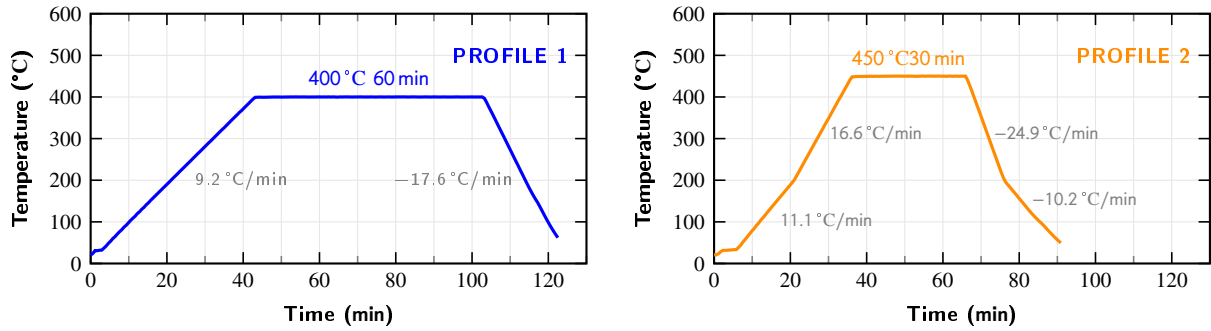 600
500
400
300
200
100
0
Temperature (°C)
PROFILE 1
400 °C 60 min
9.2 °C/min
−17.6 °C/min
0 20 40 60 80 100 120
Time (min)
600
500
400
300
200
100
0
Temperature (°C)
PROFILE 2
450 °C30 min
16.6 °C/min
−24.9 °C/min
11.1 °C/min
−10.2 °C/min
0 20 40 60 80 100 120
Time (min)